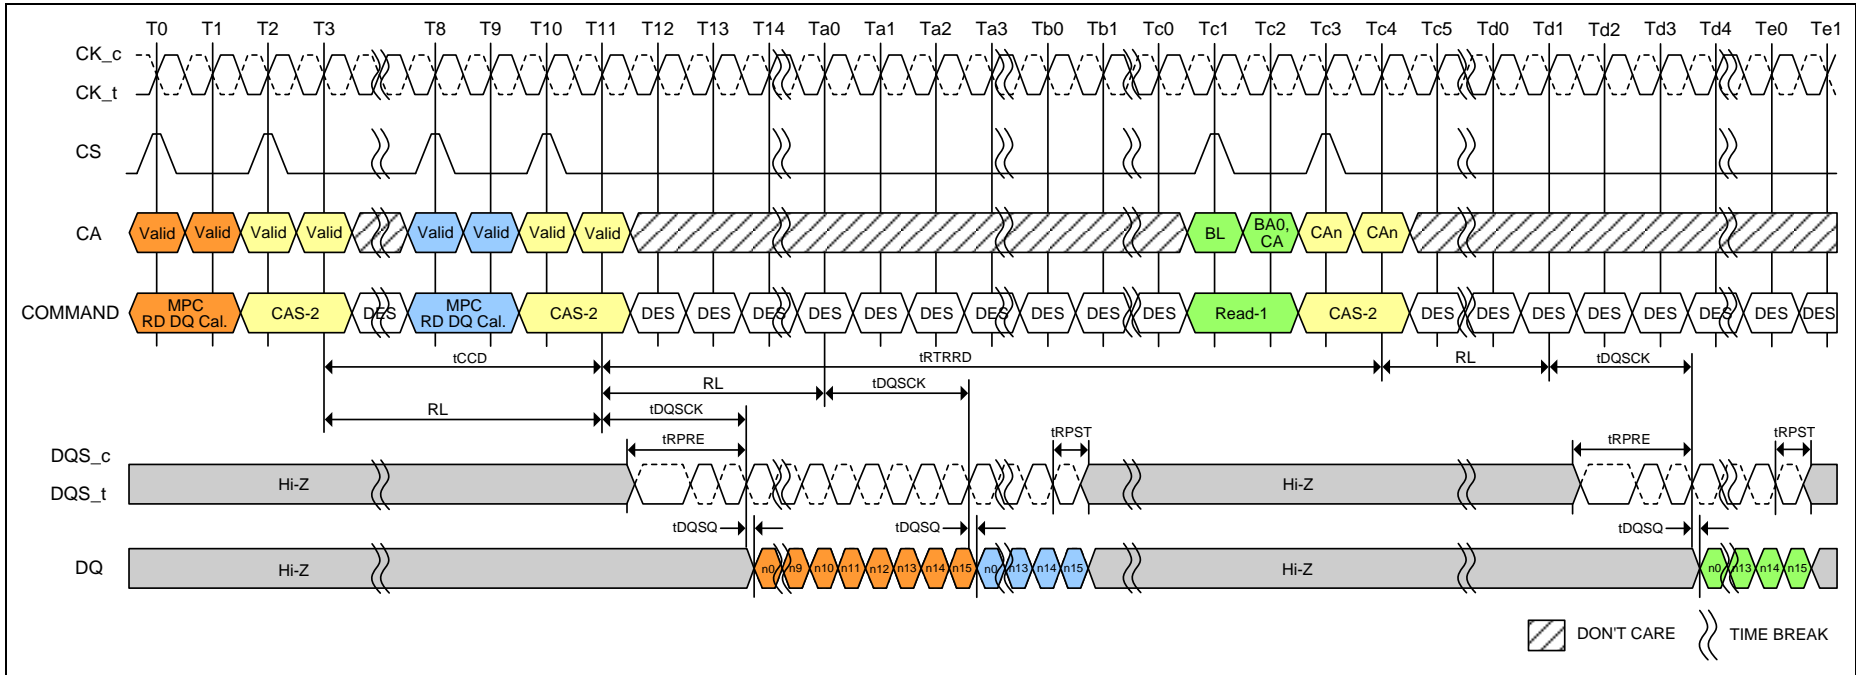 T0 T1 T2 T3 T8 T9 T10 T11 T12 T13 T14 Ta0 Ta1 Ta2 Ta3 Tb0 Tb1 Tc0 Tc1 Tc2 Tc3 Tc4 Tc5 Td0 Td1 Td2 Td3 Td4 Te0 Te1
CK_c
CK_t
CS
CA Valid Valid Valid Valid Valid Valid Valid Valid BL BA0, CA CAn CAn
COMMAND MPC RD DQ Cal. CAS-2 DES MPC RD DQ Cal. CAS-2 DES DES DES DES DES DES DES DES DES DES Read-1 CAS-2 DES DES DES DES DES DES DES DES
tCCD tRTRRD RL tDQSCK
RL tDQSCK
RL tDQSCK
tRPRE tRPST tRPRE tRPST
DQS_c
DQS_t Hi-Z Hi-Z
tDQSQ tDQSQ tDQSQ
DQ Hi-Z n0 n9 n10 n11 n12 n13 n14 n15 n0 n13 n14 n15 Hi-Z n0 n13 n14 n15
DON'T CARE TIME BREAK